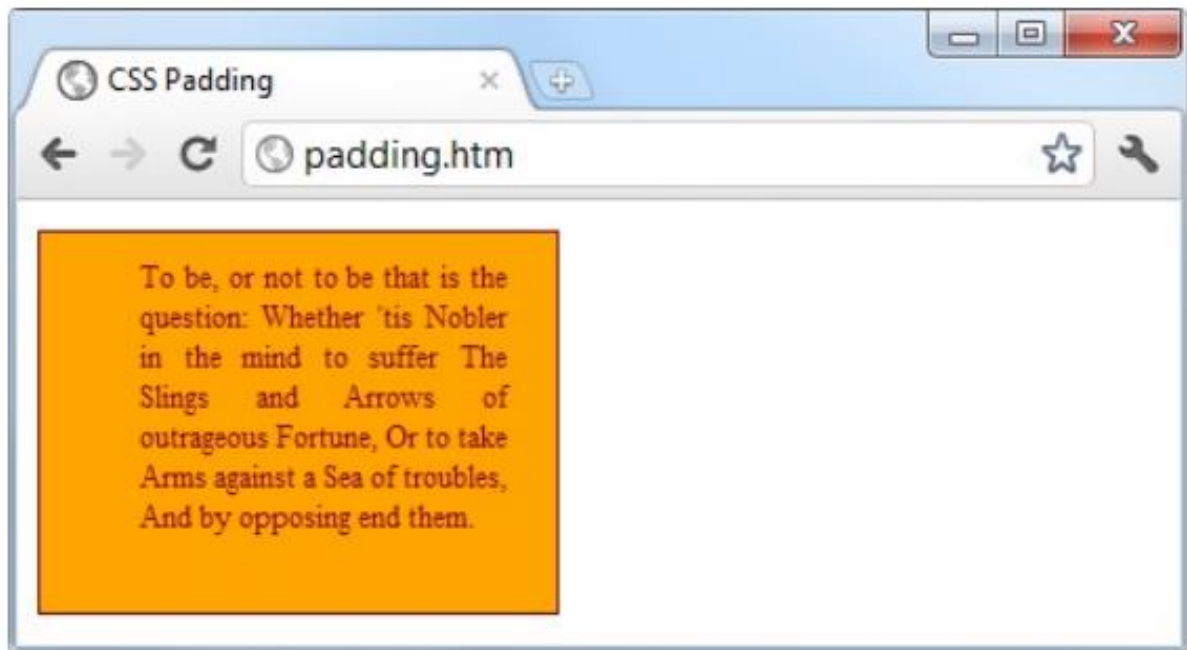 CSS Padding
padding.htm
To be, or not to be that is the
question: Whether 'tis Nobler
in the mind to suffer The
Slings and Arrows of
outrageous Fortune, Or to take
Arms against a Sea of troubles,
And by opposing end them.